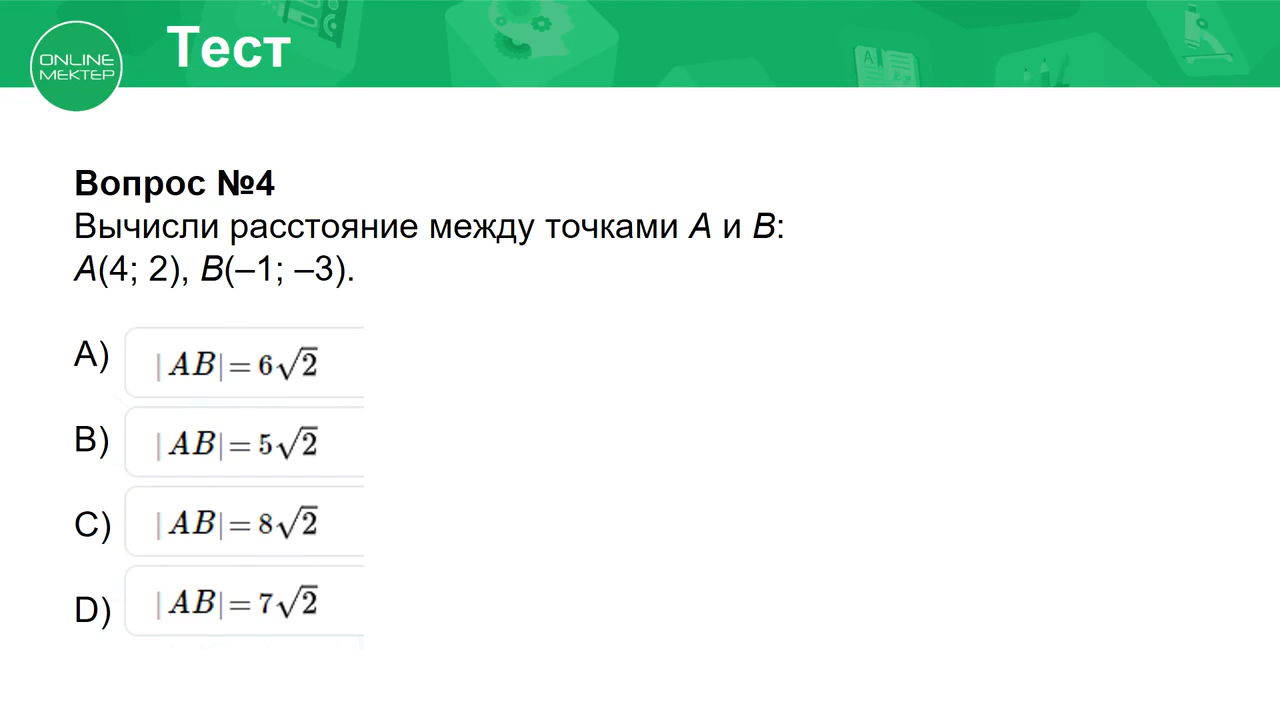 ONLINE
МЕКТЕР
Тест
Вопрос №4
Вычисли расстояние между точками A и B:
A(4; 2), B(–1; –3).
A) | AB| = 6√2
B) | AB| = 5√2
C) | AB| = 8√2
D) | AB| = 7√2